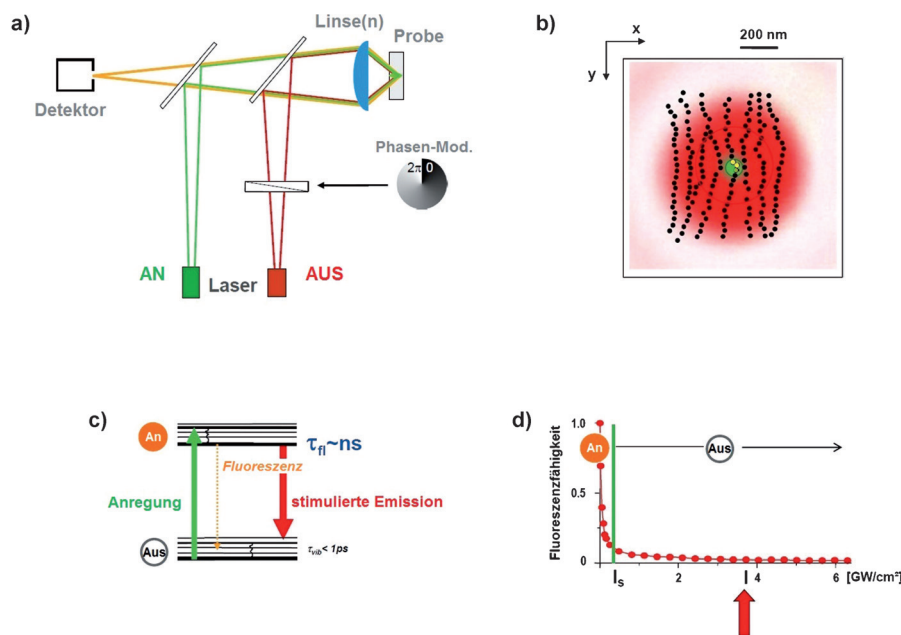 a)
Linse(n)
Probe
Detektor
Phasen-Mod.
2π 0
AN
Laser
AUS
b)
x
y
200 nm
c)
An
τfl~ns
Fluoreszenz
Anregung
stimulierte Emission
Aus
τvib< 1ps
d)
Fluoreszenzfähigkeit
1.0
0.5
0
An
Aus
Is
2
I
4
6
[GW/cm²]